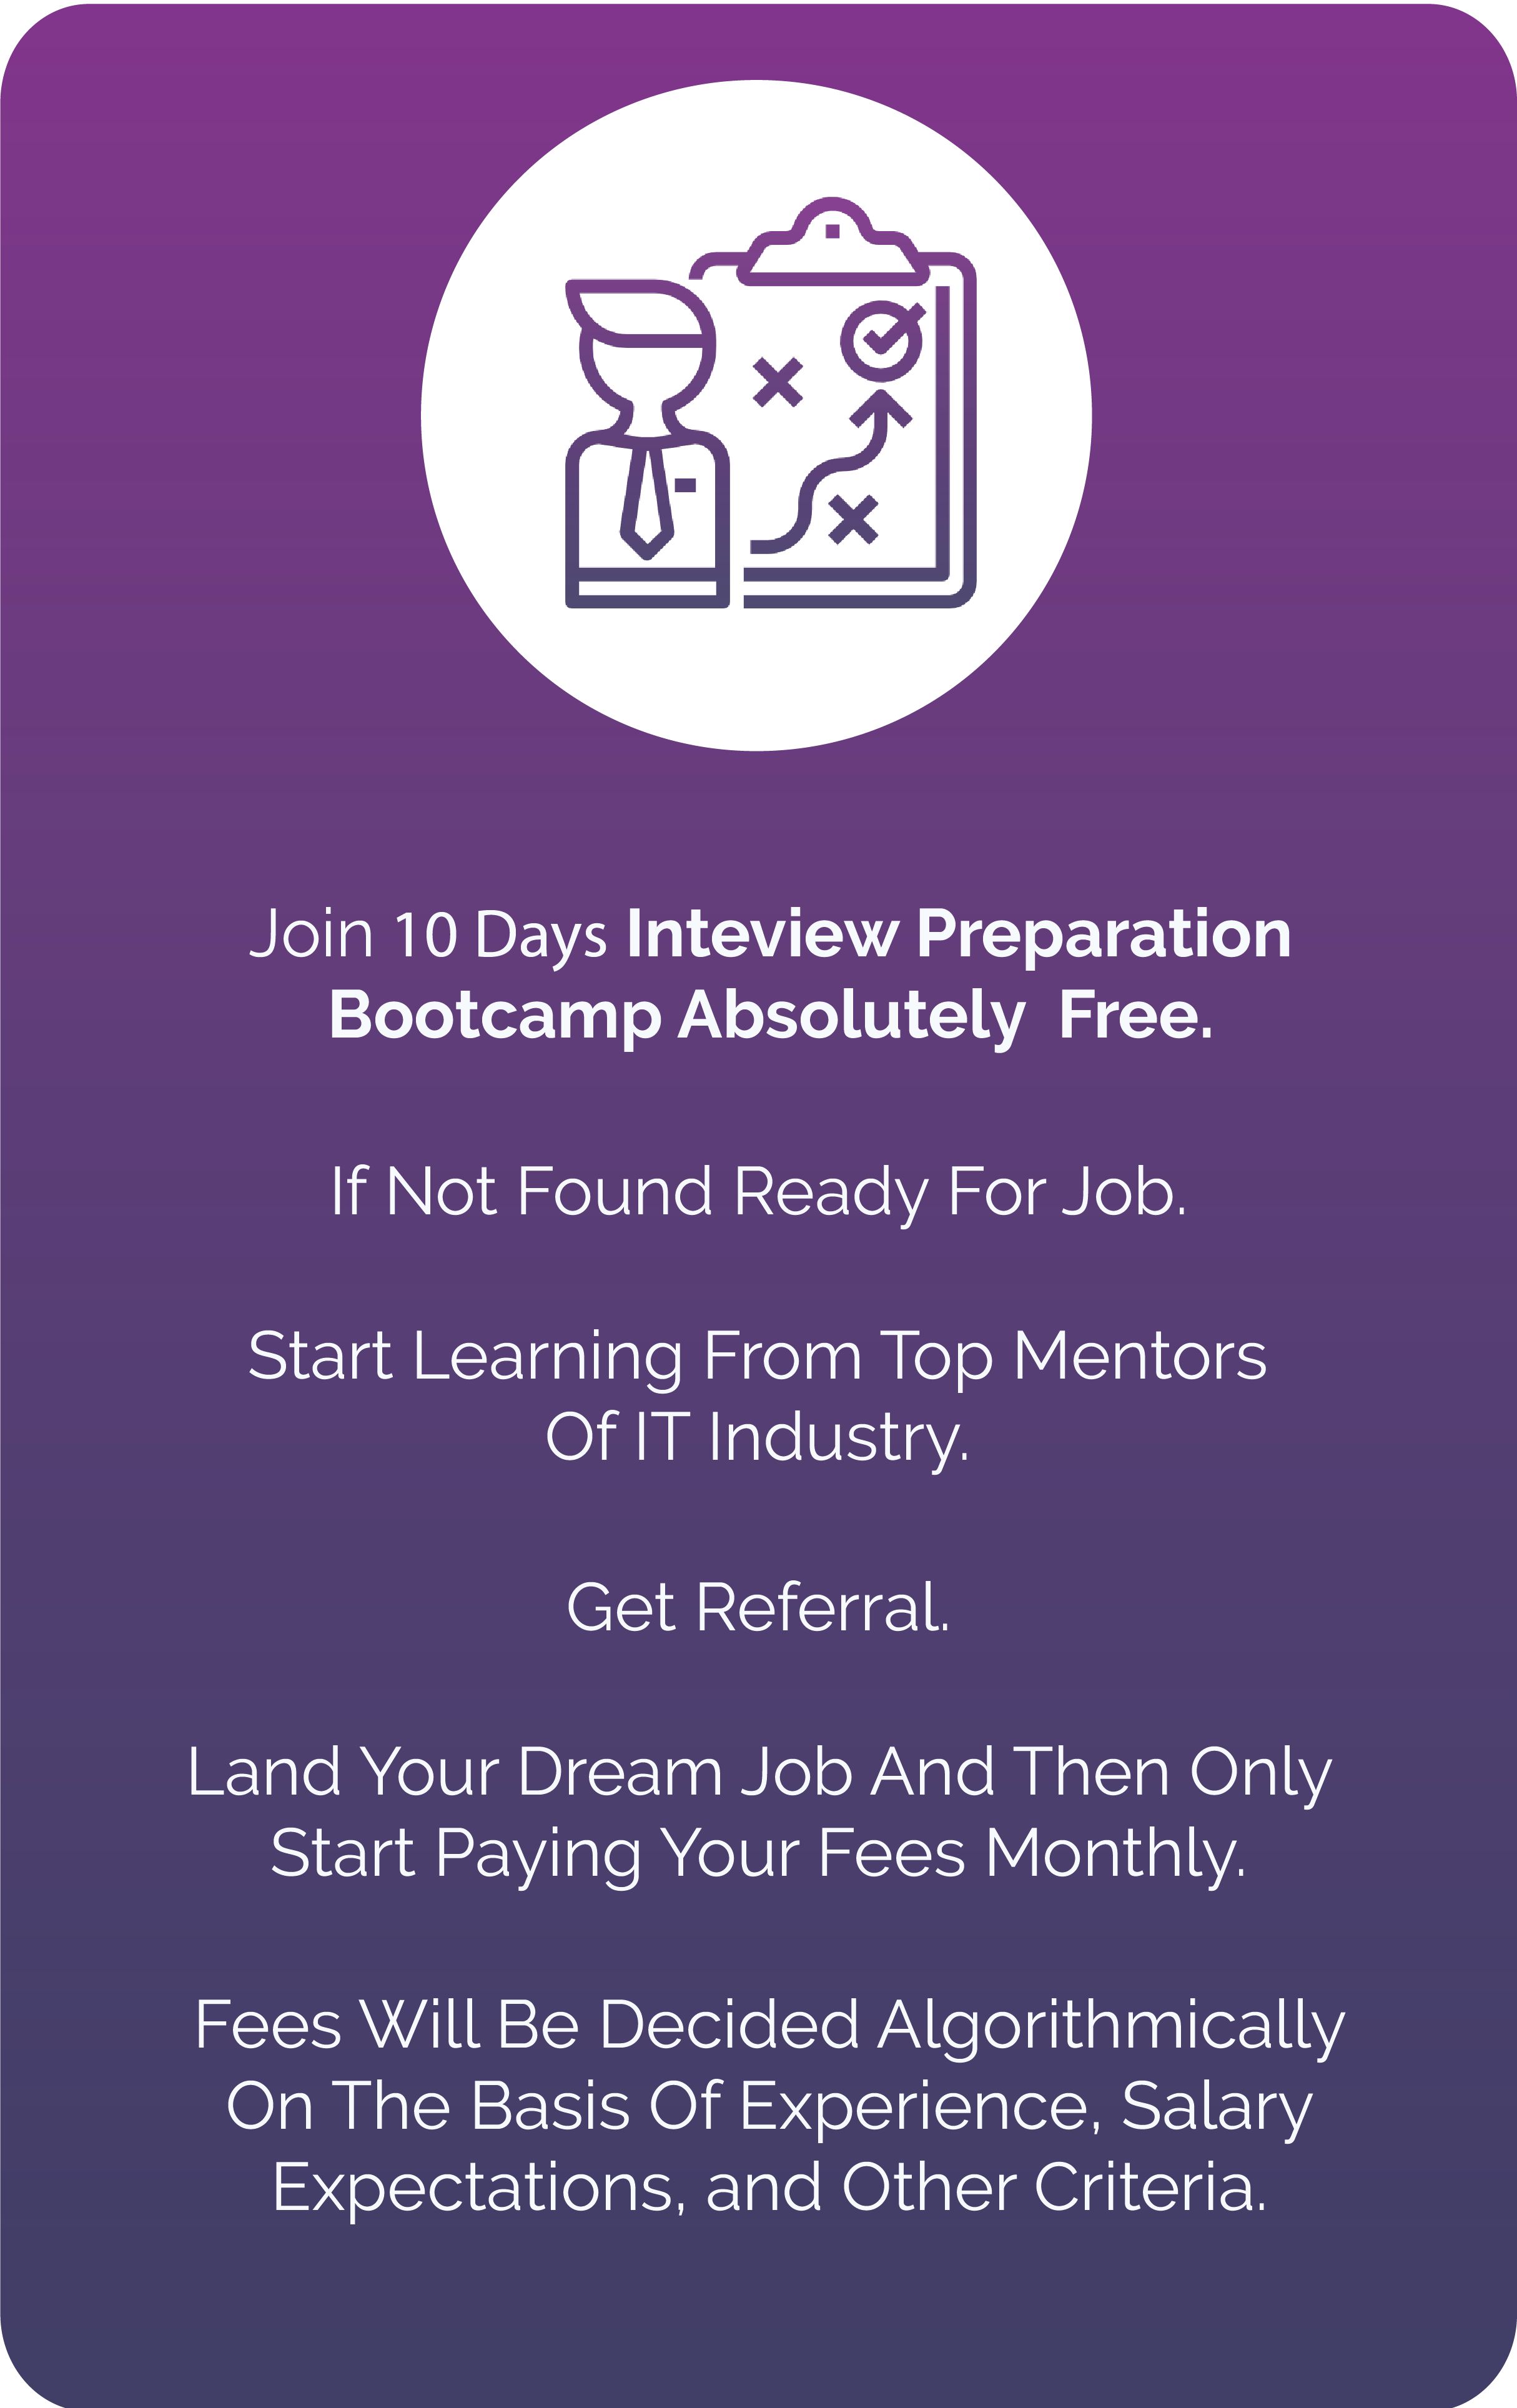 Join 10 Days Inteview Preparation
Bootcamp Absolutely  Free.
If Not Found Ready For Job.
Start Learning From Top Mentors
Of IT Industry.
Get Referral.
Land Your Dream Job And Then Only
Start Paying Your Fees Monthly.
Fees Will Be Decided Algorithmically
On The Basis Of Experience, Salary
Expectations, and Other Criteria.